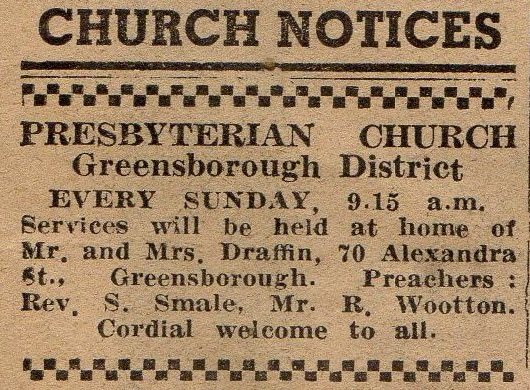 CHURCH NOTICES
PRESBYTERIAN CHURCH
Greensborough District
EVERY SUNDAY, 9.15 a.m.
Services will be held at home of
Mr. and Mrs. Draffin, 70 Alexandra
St., Greensborough. Preachers :
Rev. S. Smale, Mr. R. Wootton.
Cordial welcome to all.